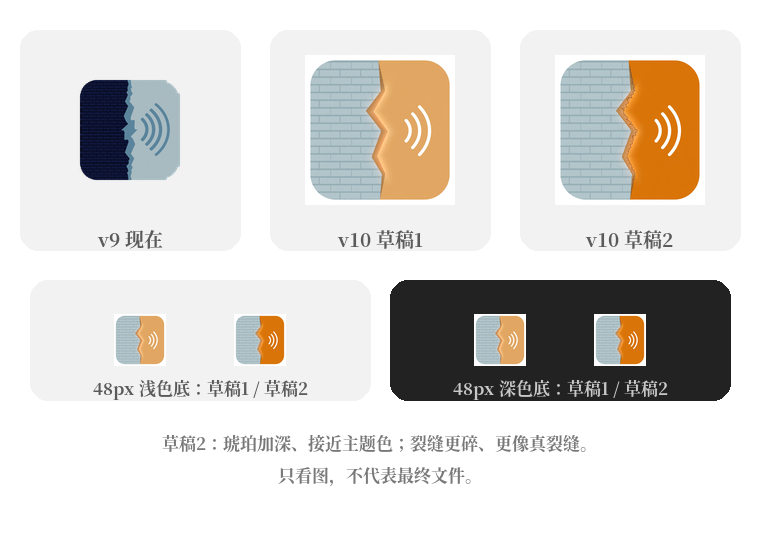 v9 现在
v10 草稿1
v10 草稿2
48px 浅色底：草稿1 / 草稿2
48px 深色底：草稿1 / 草稿2
草稿2：琥珀加深、接近主题色；裂缝更碎、更像真裂缝。
只看图，不代表最终文件。